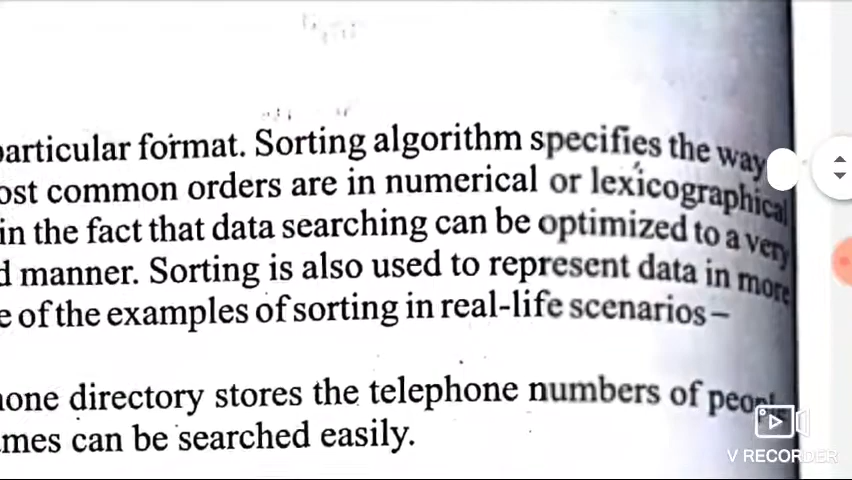 particular format. Sorting algorithm specifies the way
ost common orders are in numerical or lexicographical
in the fact that data searching can be optimized to a very
d manner. Sorting is also used to represent data in more
e of the examples of sorting in real-life scenarios –
one directory stores the telephone numbers of people
mes can be searched easily.
V RECORDER